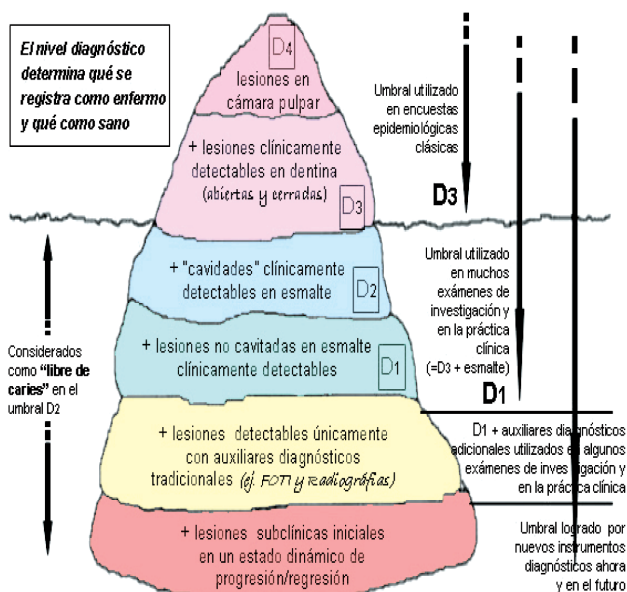 El nivel diagnóstico
determina qué se
registra como enfermo
y qué como sano
D4
lesiones en
cámara pulpar
+ lesiones clínicamente
detectables en dentina
(abiertas y cerradas)
D3
+ "cavidades" clínicamente
detectables en esmalte
D2
+ lesiones no cavitadas en esmalte
clínicamente detectables
D1
+ lesiones detectables únicamente
con auxiliares diagnósticos
tradicionales (ej. FOTI y radiográfias)
+ lesiones subclínicas iniciales
en un estado dinámico de
progresión/regresión
Considerados
como "libre de
caries" en el
umbral D2
Umbral utilizado
en encuestas
epidemiológicas
clásicas
D3
Umbral utilizado
en muchos
exámenes de
investigación y
en la práctica
clínica
(=D3 + esmalte)
D1
D1 + auxiliares diagnósticos
adicionales utilizados en algunos
exámenes de investigación y
en la práctica clínica
Umbral logrado por
nuevos instrumentos
diagnósticos ahora
y en el futuro